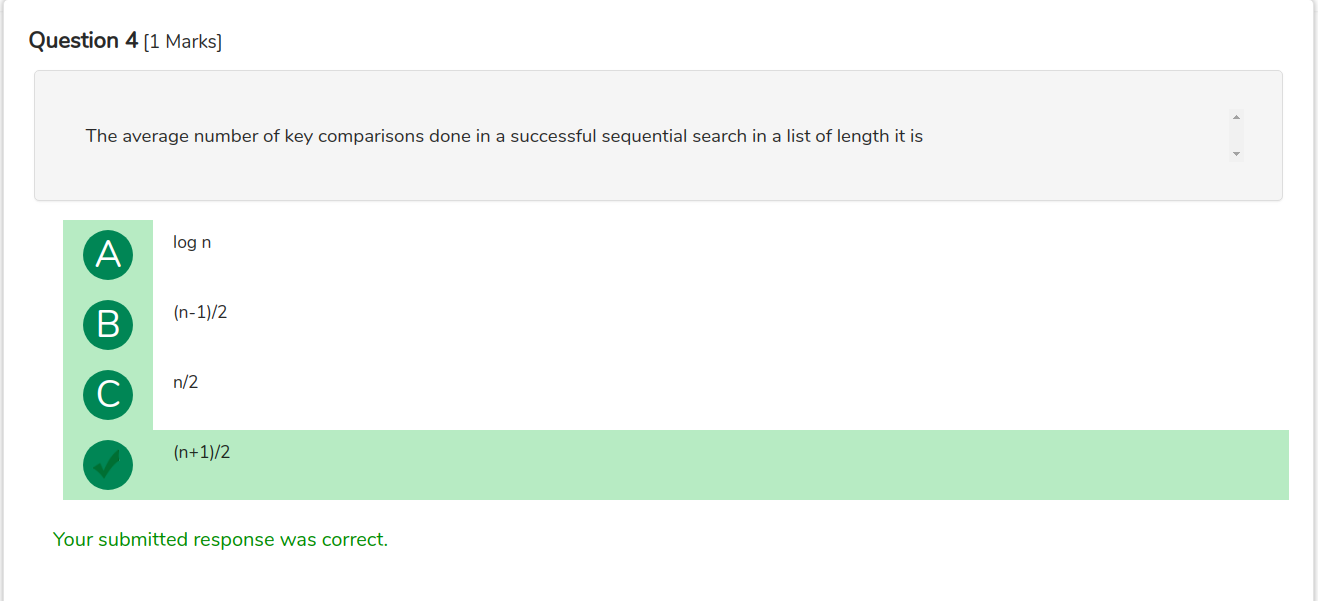 Question 4 [1 Marks]
The average number of key comparisons done in a successful sequential search in a list of length it is
A log n
B (n-1)/2
C n/2
(n+1)/2
Your submitted response was correct.